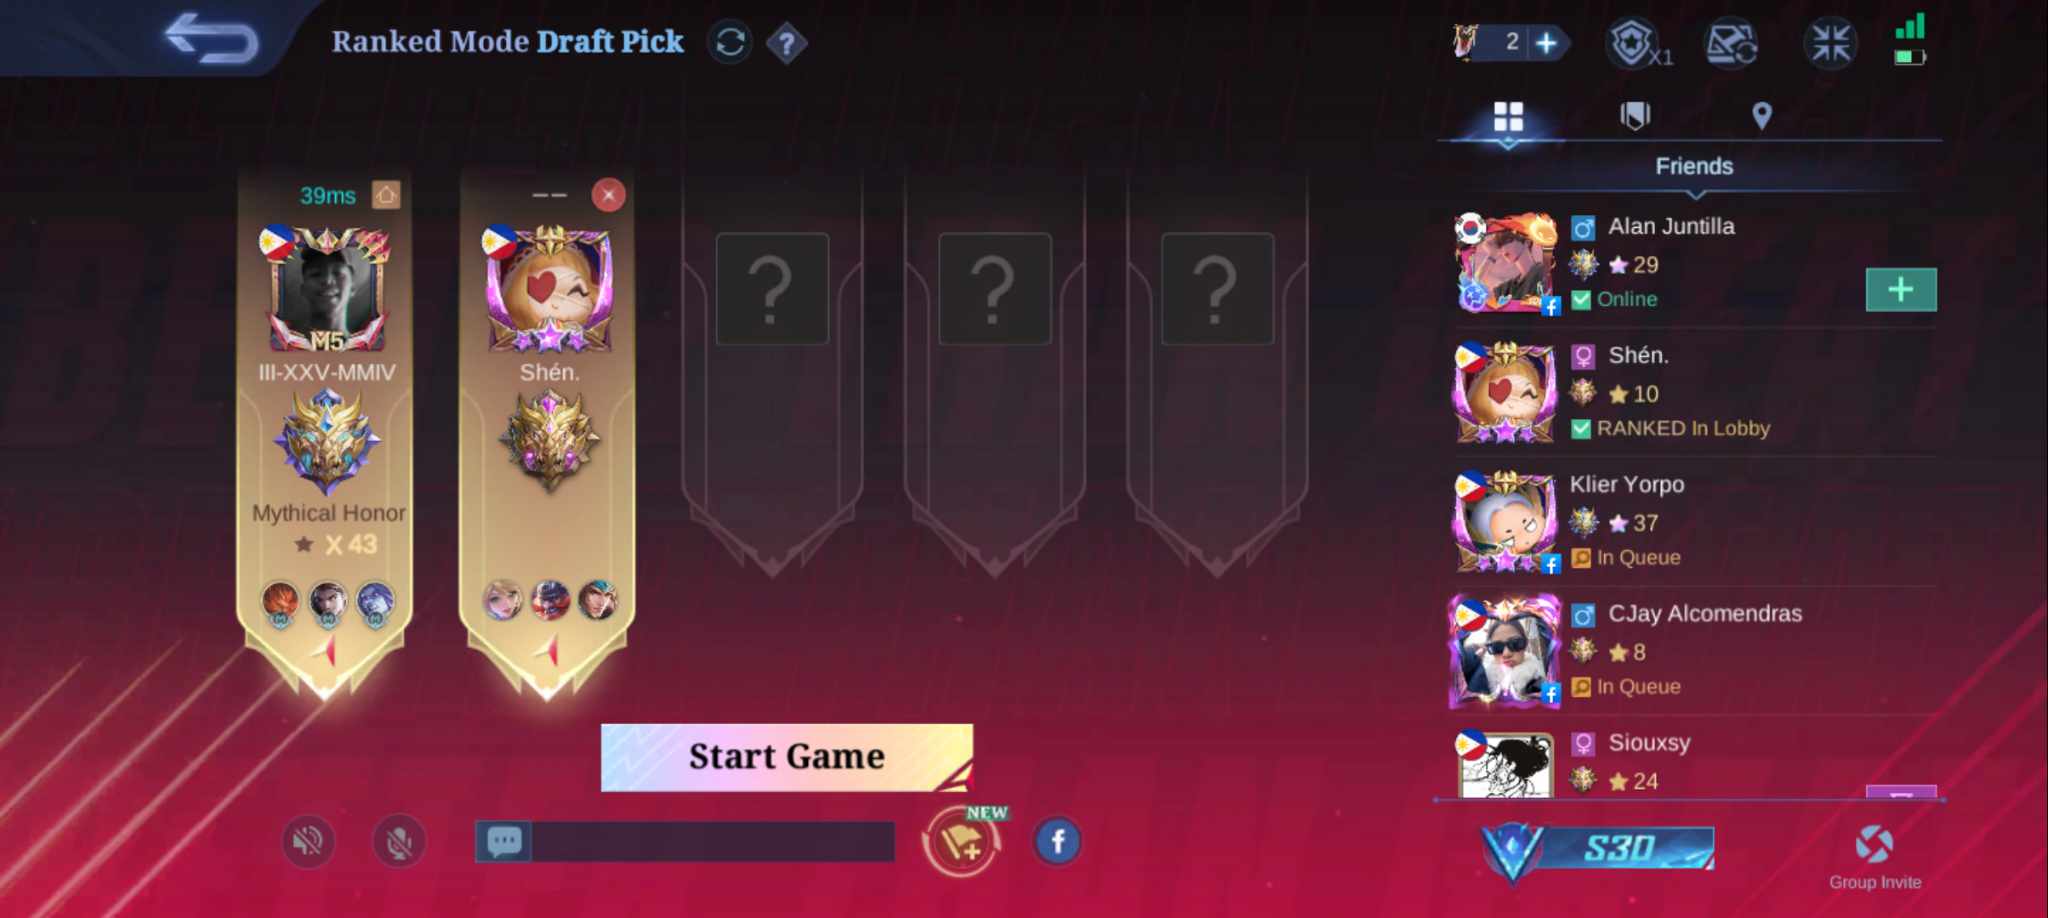 Ranked Mode Draft Pick
?
2
X1
Friends
39ms
M5
III-XXV-MMIV
Mythical Honor
X 43
--
Shén.
?
?
?
Alan Juntilla
29
Online
Shén.
10
RANKED In Lobby
Klier Yorpo
37
In Queue
CJay Alcomendras
8
In Queue
Siouxsy
24
Start Game
NEW
S30
Group Invite